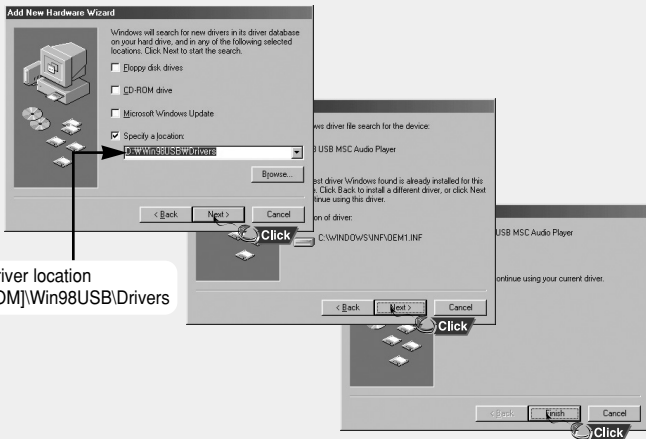 Add New Hardware Wizard
Windows will search for new drivers in its driver database
on your hard drive, and in any of the following selected
locations. Click Next to start the search.
Floppy disk drives
CD-ROM drive
Microsoft Windows Update
Specify a location:
D:₩Win98USB₩Drivers
Browse...
< Back
Next >
Cancel
Click
river location
OM]\Win98USB\Drivers
ws driver file search for the device:
USB MSC Audio Player
est driver Windows found is already installed for this
. Click Back to install a different driver, or click Next
tinue using this driver.
on of driver:
C:\WINDOWS\INF\OEM1.INF
< Back
Next >
Cancel
Click
USB MSC Audio Player
ontinue using your current driver.
< Back
Finish
Cancel
Click